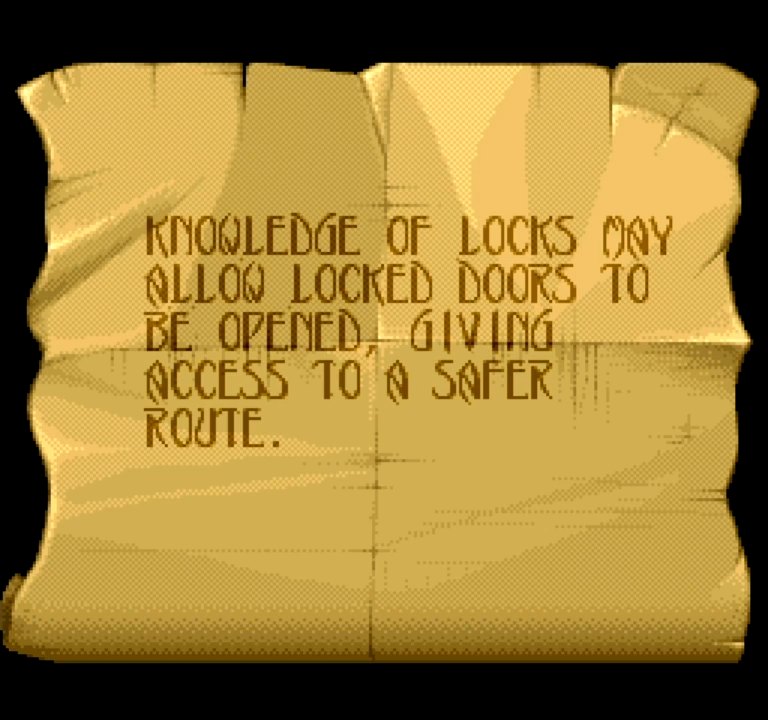 KNOWLEDGE OF LOCKS MAY
ALLOW LOCKED DOORS TO
BE OPENED, GIVING
ACCESS TO A SAFER
ROUTE.